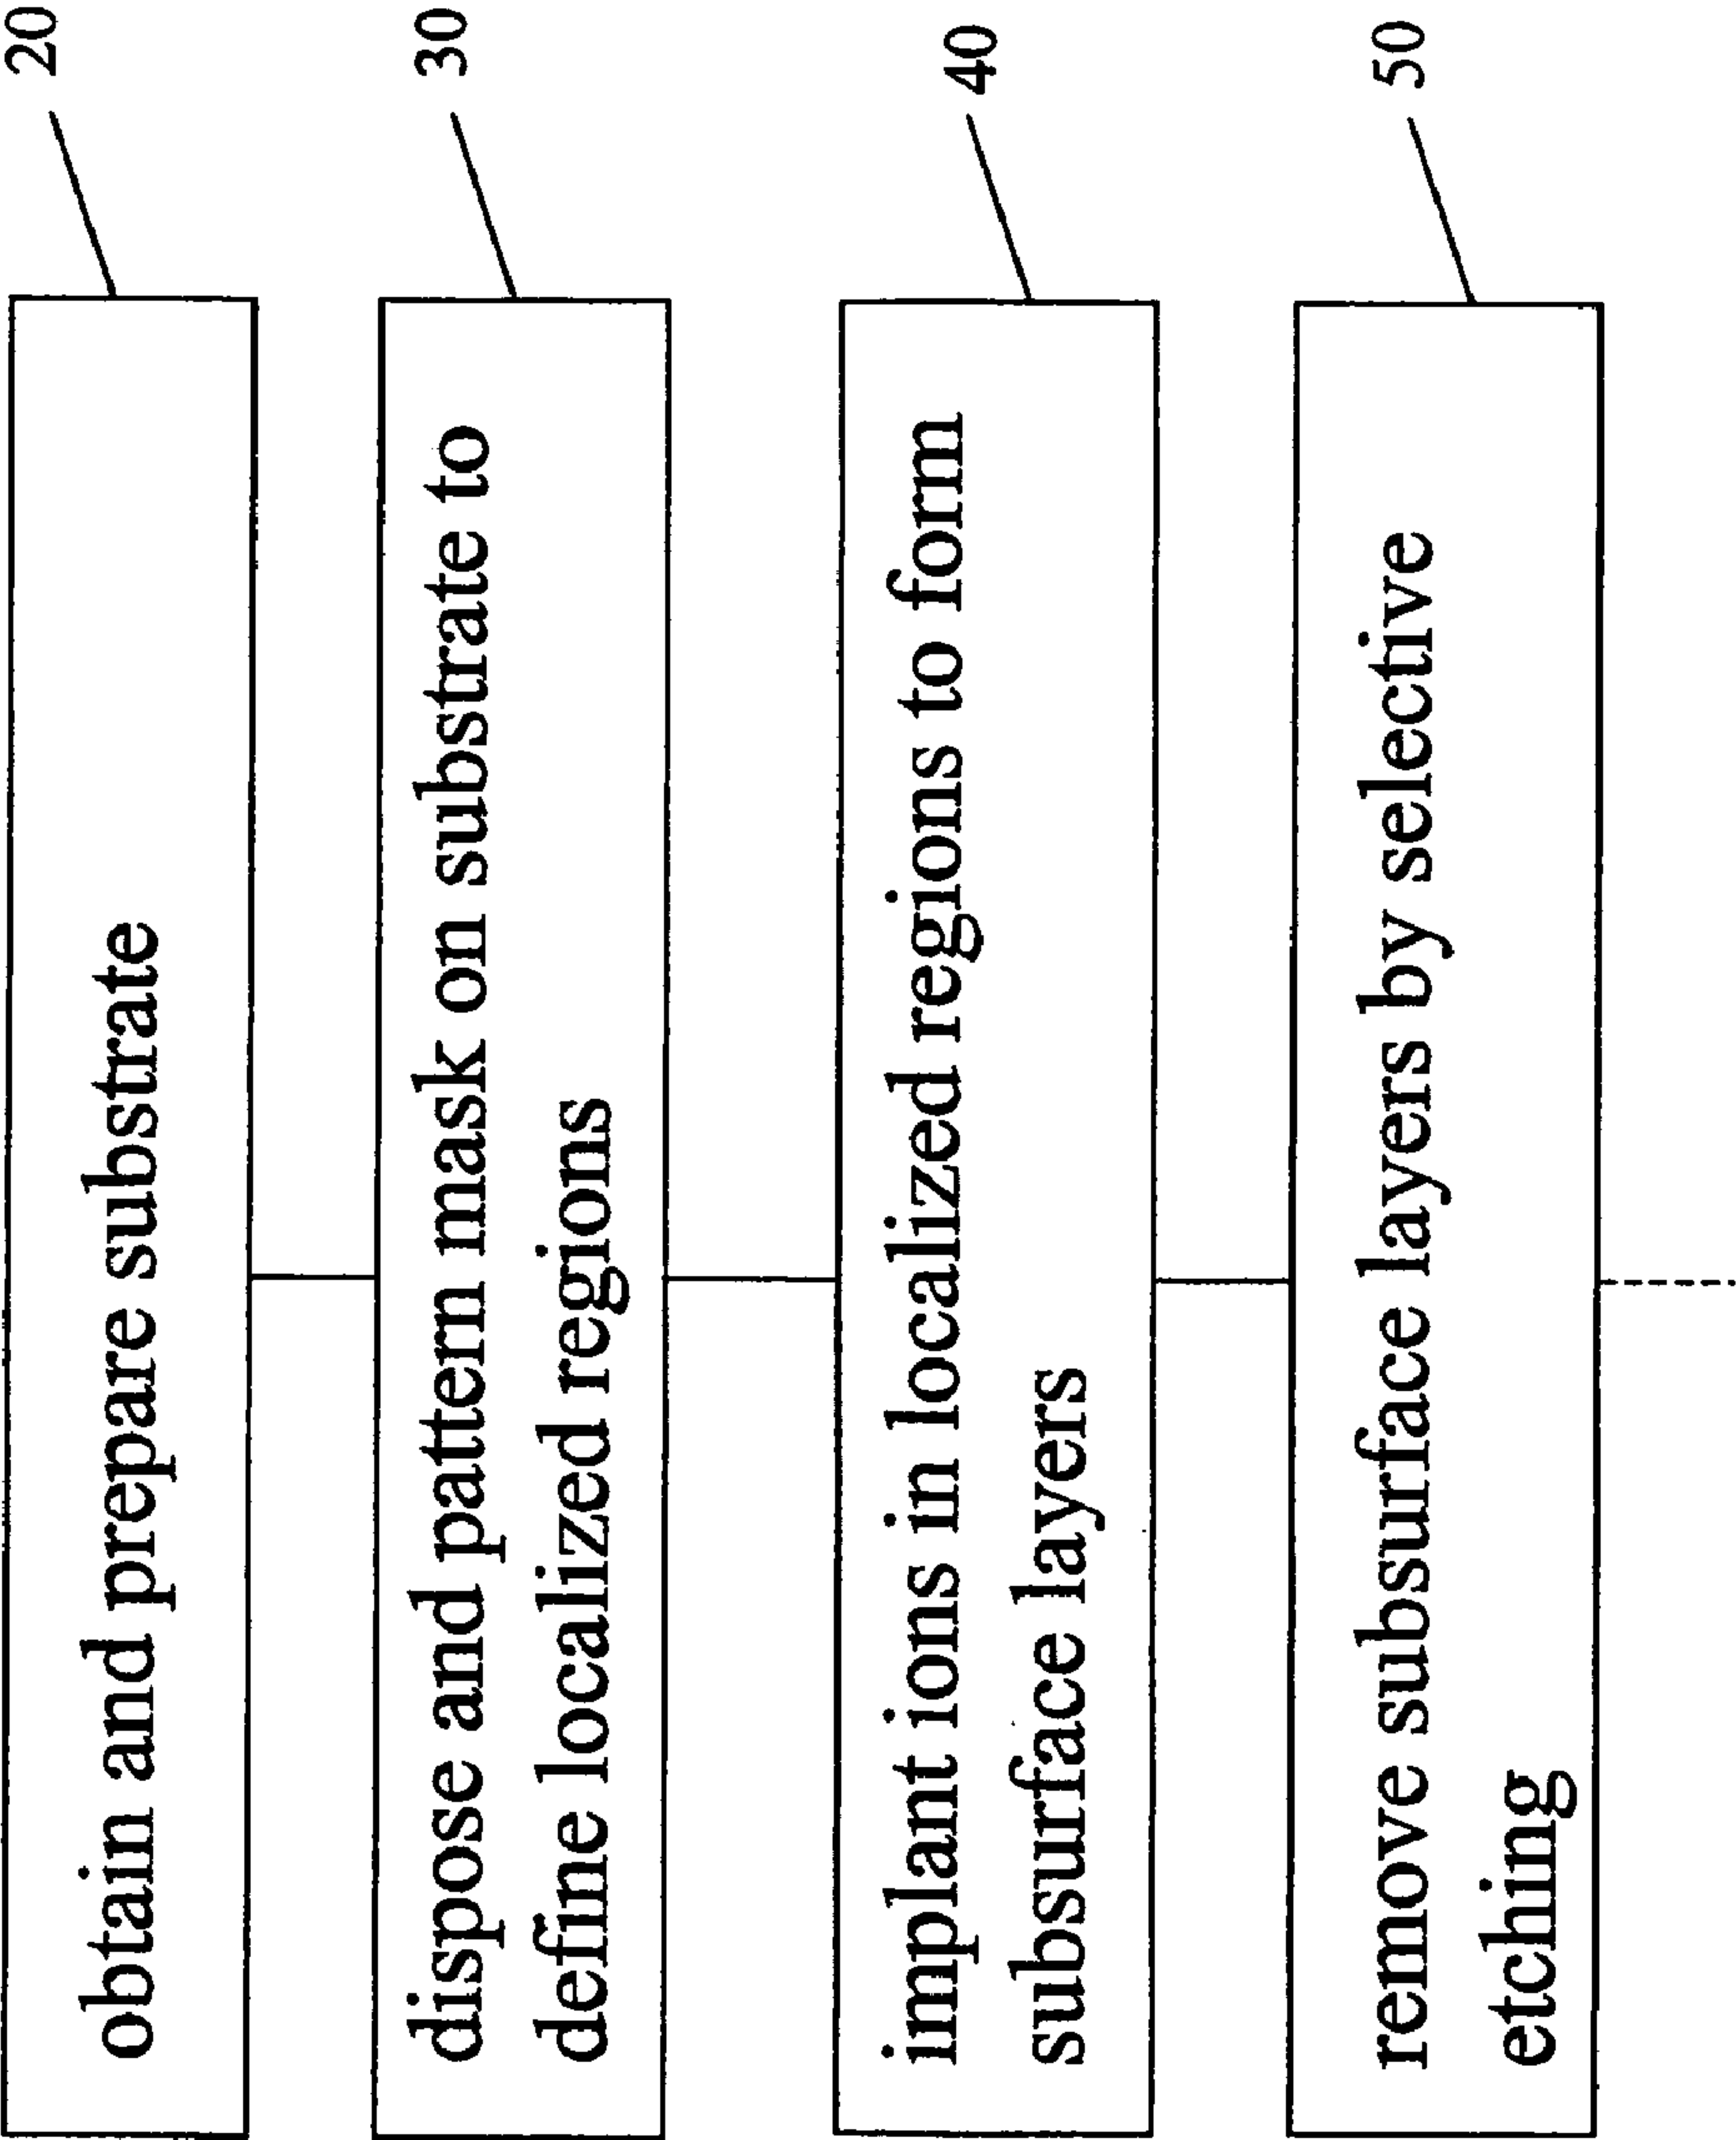 obtain and prepare substrate
20
dispose and pattern mask on substrate to
define localized regions
30
implant ions in localized regions to form
subsurface layers
40
remove subsurface layers by selective
etching
50